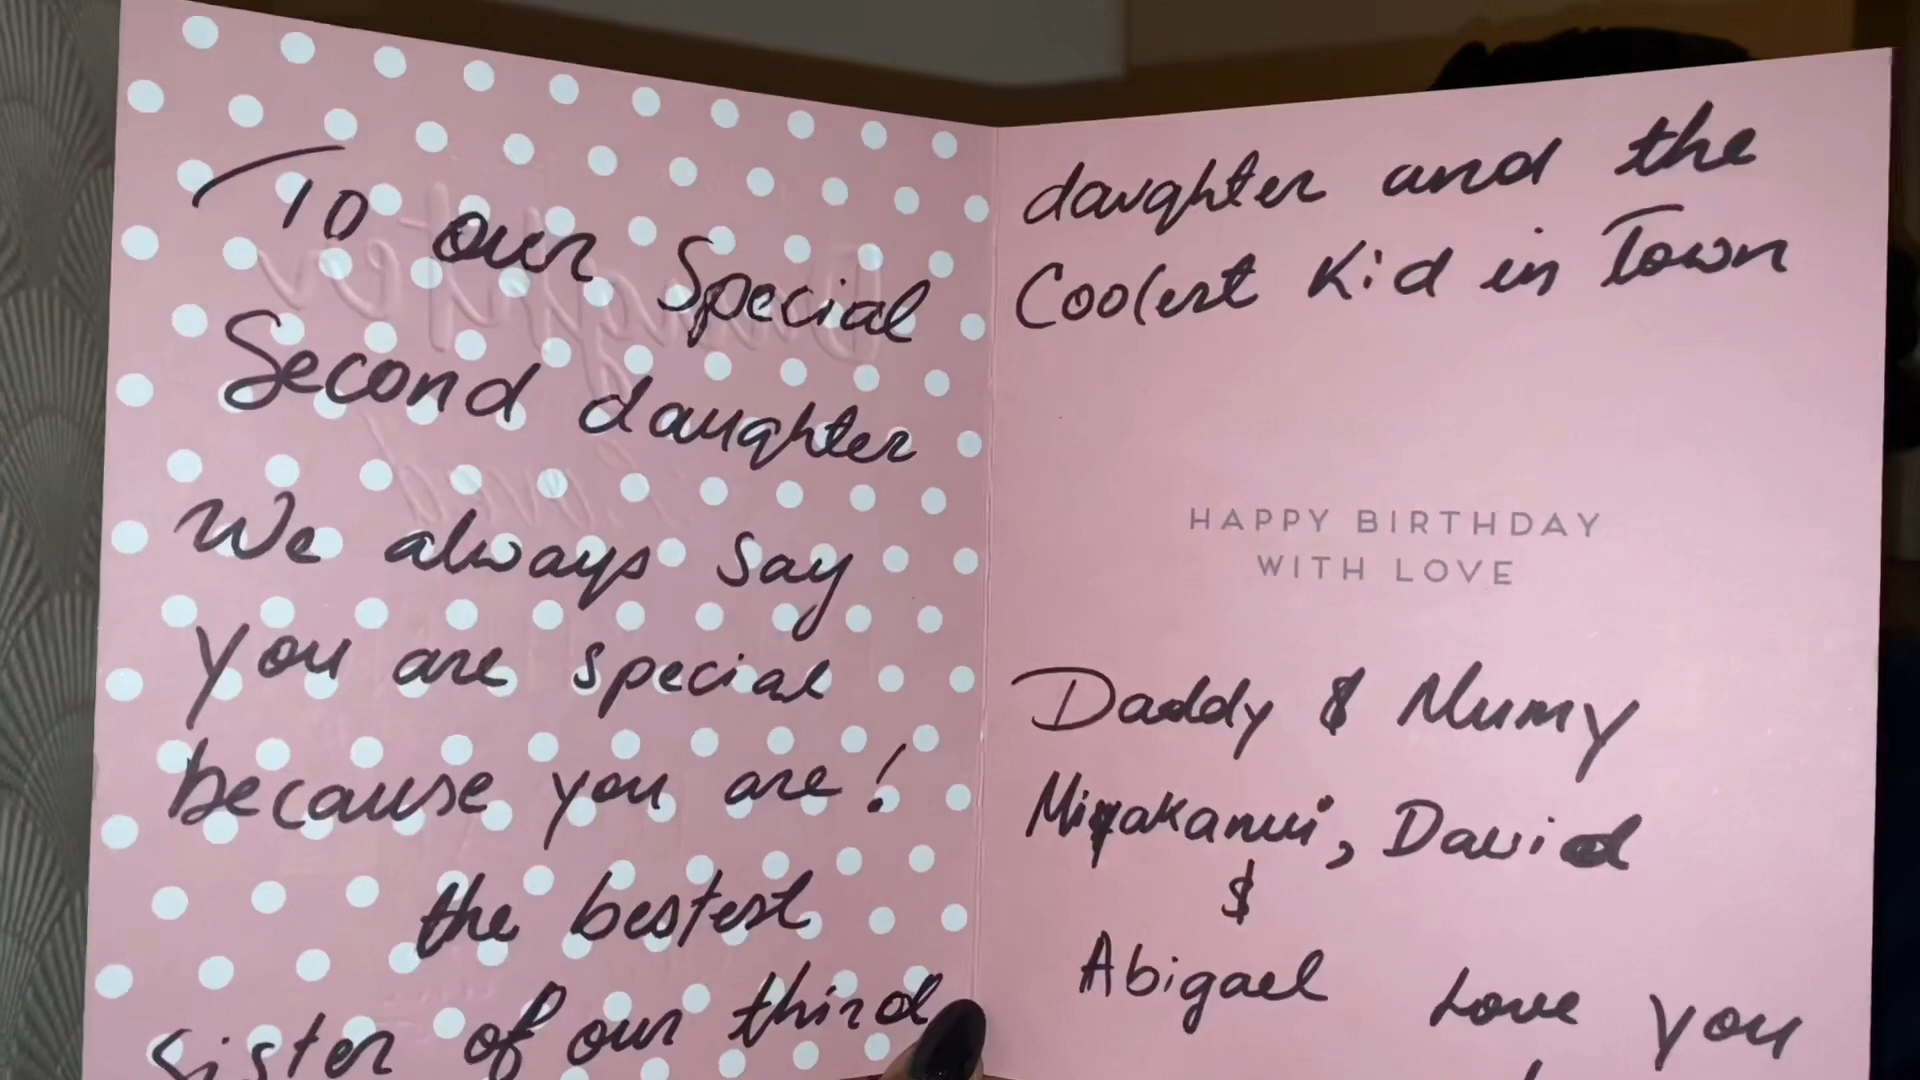 To our Special
Second daughter
We always say
you are special
because you are!
the bestest
sister of our third
daughter and the
Coolest Kid in Town
HAPPY BIRTHDAY
WITH LOVE
Daddy & Mumy
David
&
Abigael Love you